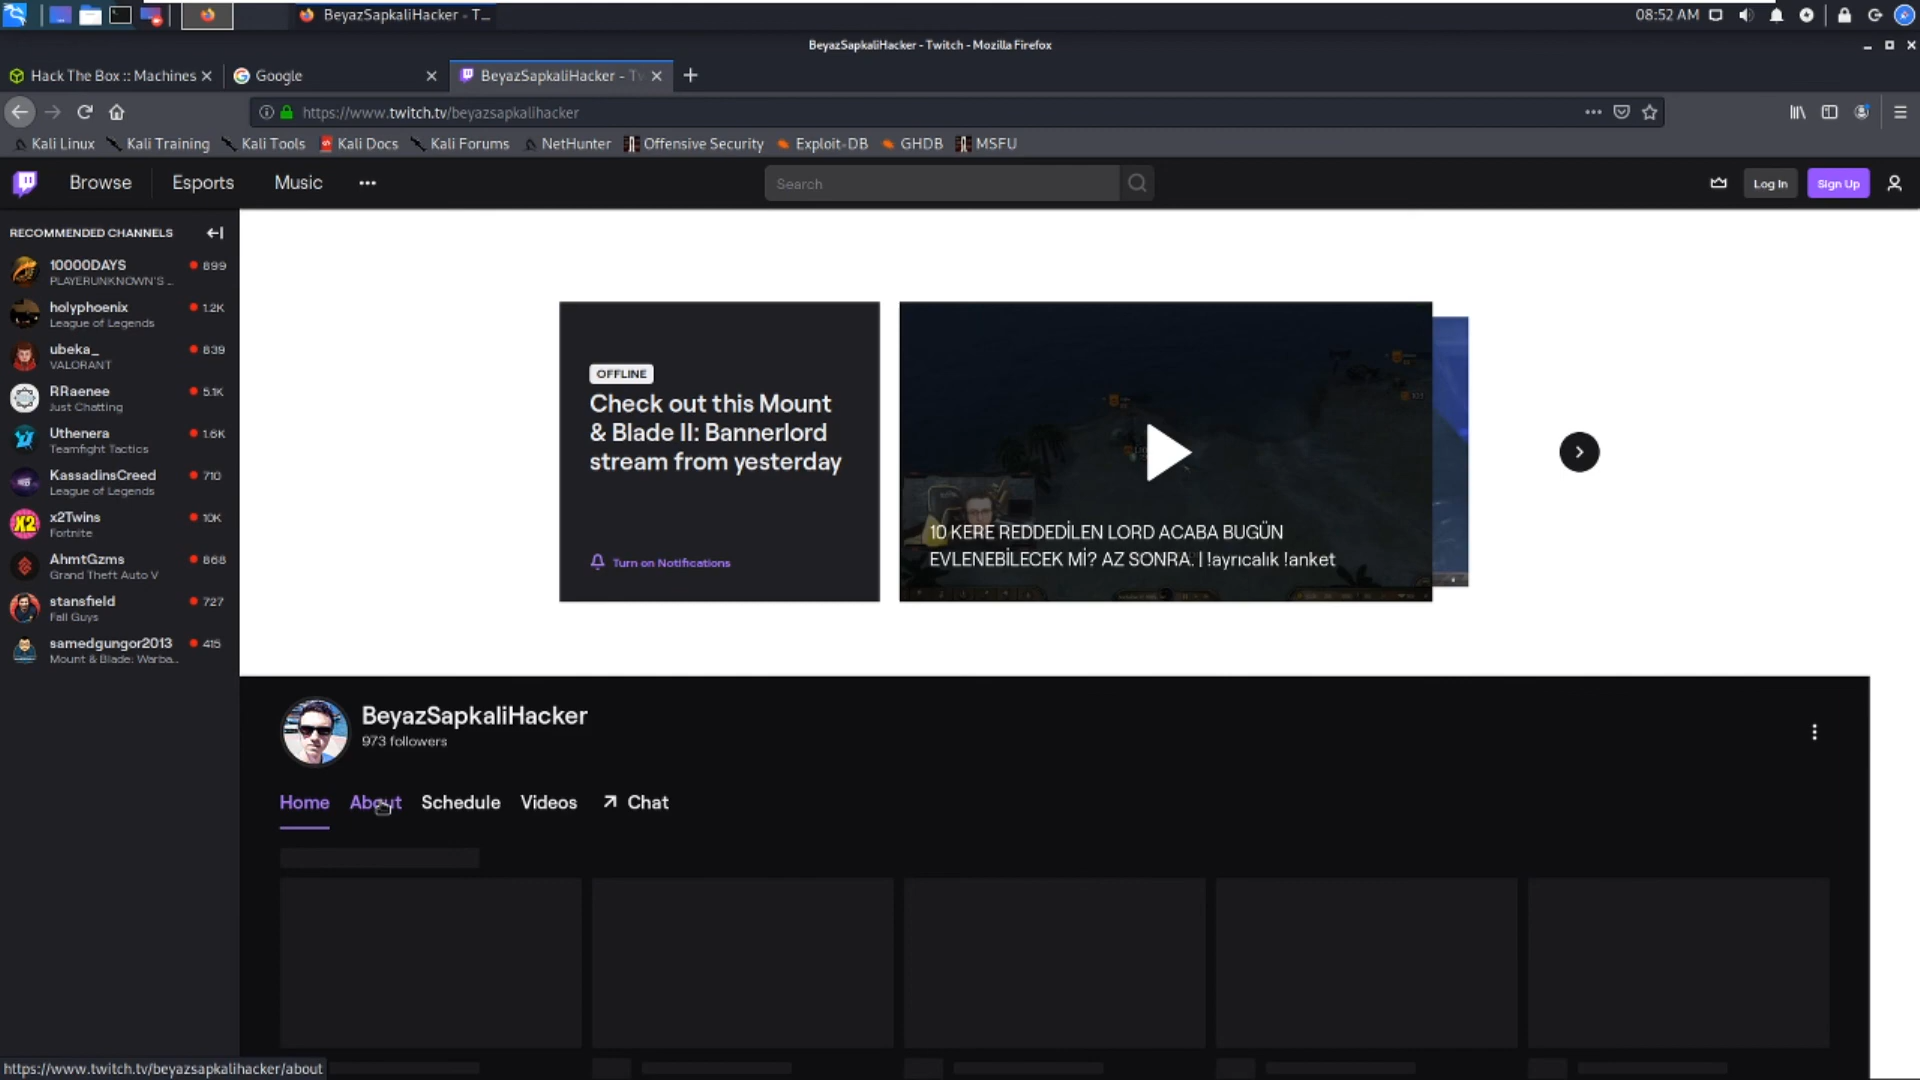 BeyazSapkaliHacker - T...
08:52 AM
BeyazSapkaliHacker - Twitch - Mozilla Firefox
Hack The Box :: Machines
Google
BeyazSapkaliHacker - Tw
https://www.twitch.tv/beyazsapkalihacker
Kali Linux Kali Training Kali Tools Kali Docs Kali Forums NetHunter Offensive Security Exploit-DB GHDB MSFU
Browse Esports Music Search Log In Sign Up
RECOMMENDED CHANNELS
10000DAYS 899
PLAYERUNKNOWN'S ...
holyphoenix 1.2K
League of Legends
ubeka_ 839
VALORANT
RRaenee 5.1K
Just Chatting
Uthenera 1.6K
Teamfight Tactics
KassadinsCreed 710
League of Legends
x2Twins 10K
Fortnite
AhmtGzms 868
Grand Theft Auto V
stansfield 727
Fall Guys
samedgungor2013 415
Mount & Blade: Warba...
OFFLINE
Check out this Mount
& Blade II: Bannerlord
stream from yesterday
Turn on Notifications
10 KERE REDDEDİLEN LORD ACABA BUGÜN
EVLENEBİLECEK Mİ? AZ SONRA. | !ayrıcalık !anket
BeyazSapkaliHacker
973 followers
Home About Schedule Videos Chat
https://www.twitch.tv/beyazsapkalihacker/about